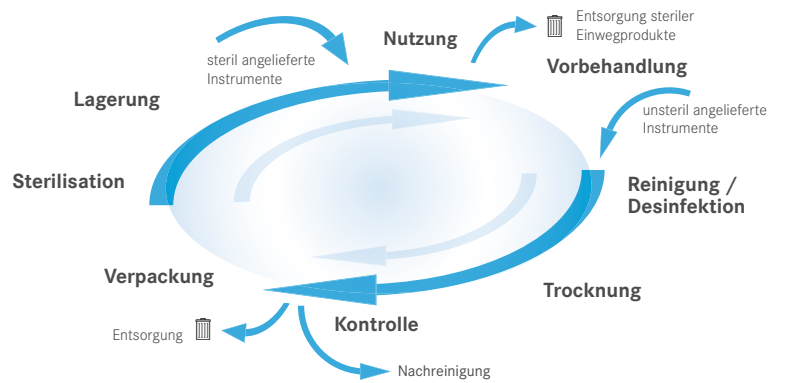 Nutzung
Entsorgung steriler
Einwegprodukte
steril angelieferte
Instrumente
Vorbehandlung
Lagerung
unsteril angelieferte
Instrumente
Sterilisation
Reinigung /
Desinfektion
Verpackung
Trocknung
Entsorgung
Kontrolle
Nachreinigung